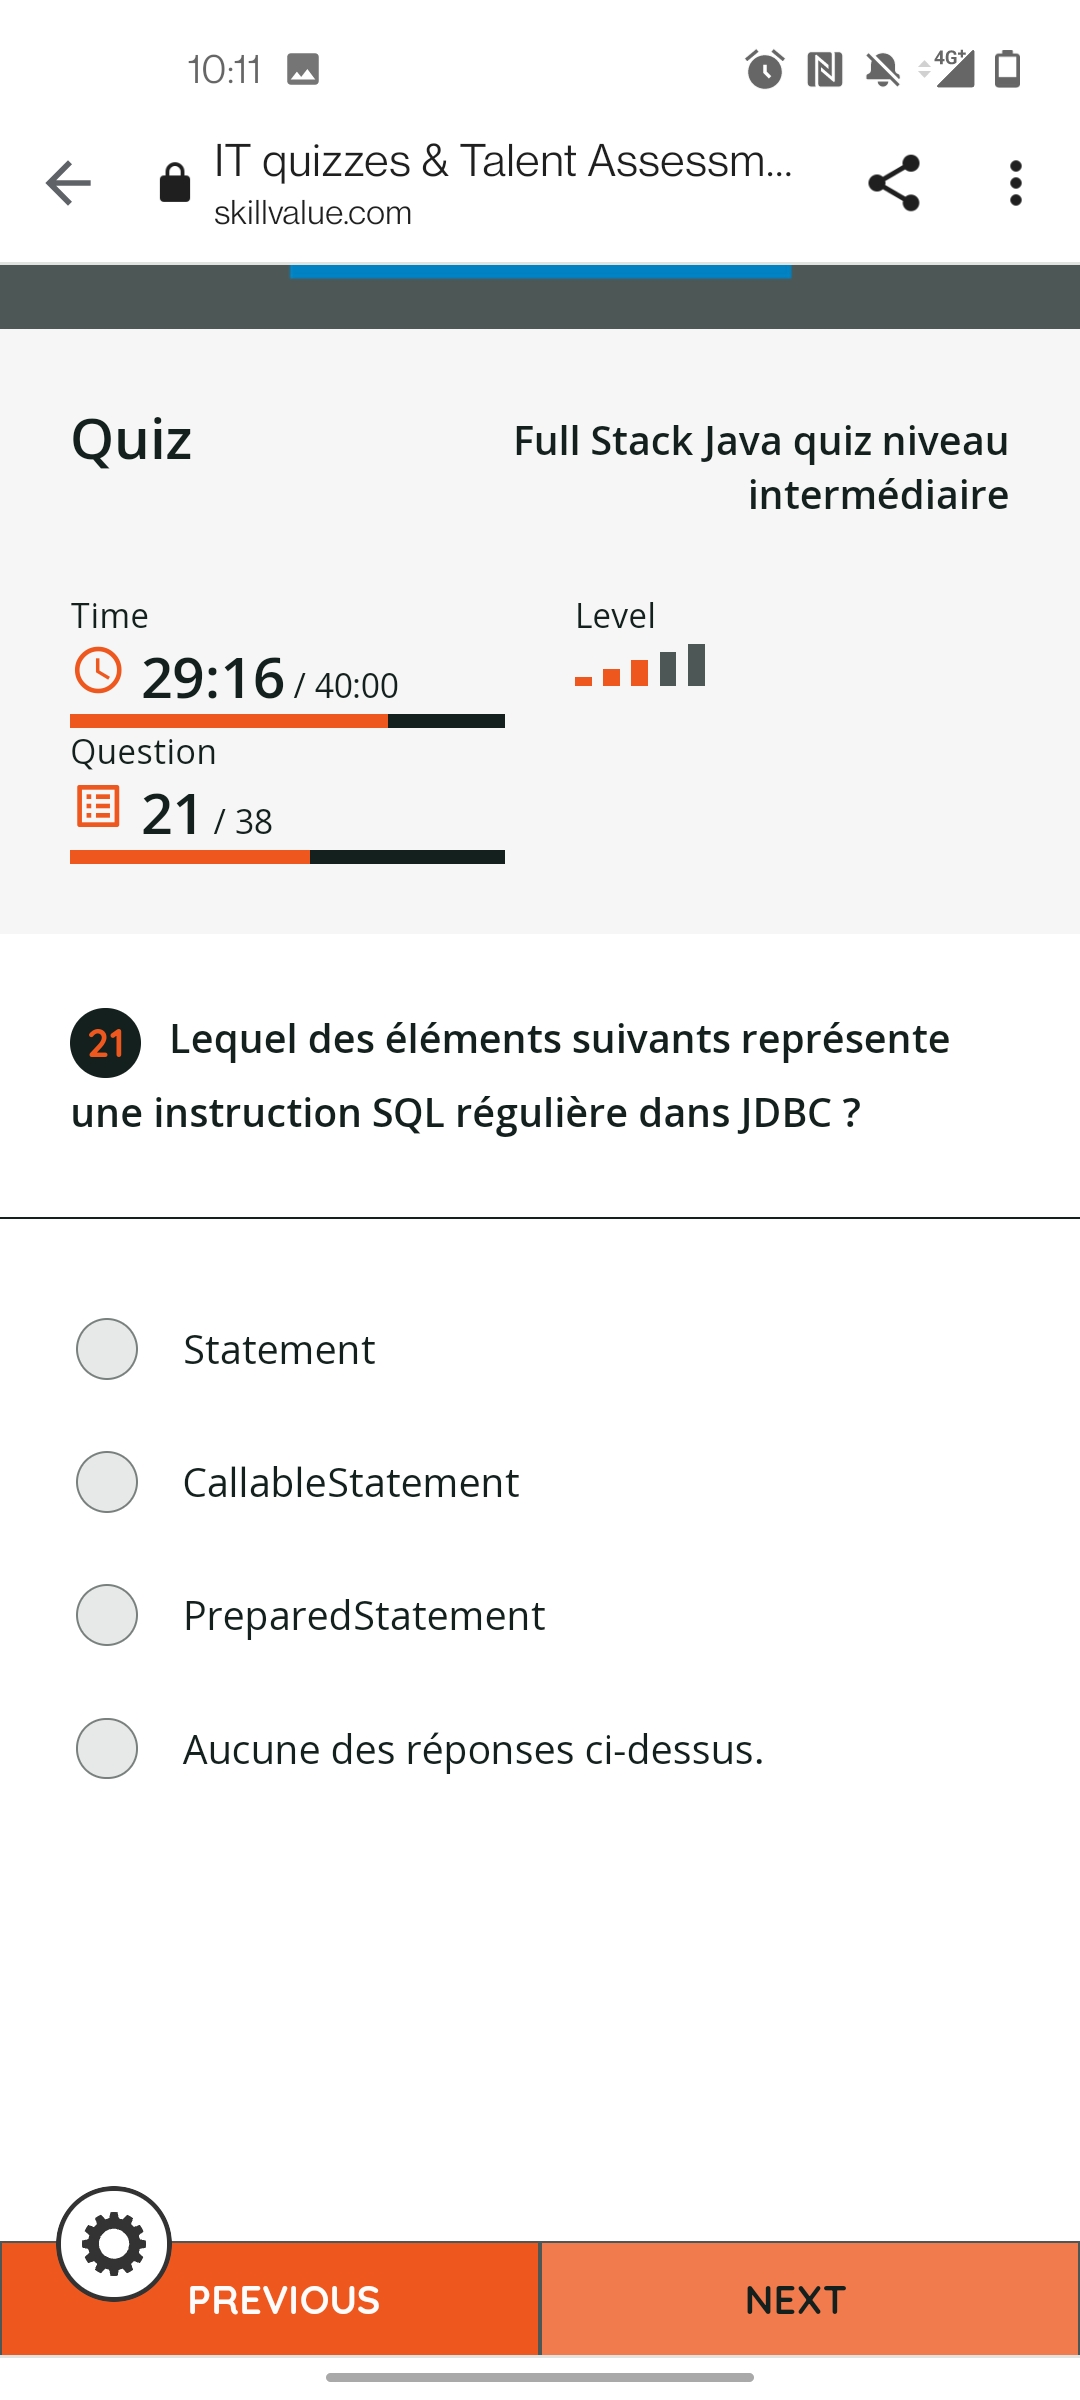 10:11
4G+
IT quizzes & Talent Assessm...
skillvalue.com
Quiz
Full Stack Java quiz niveau
intermédiaire
Time
29:16 / 40:00
Level
Question
21 / 38
21 Lequel des éléments suivants représente
une instruction SQL régulière dans JDBC ?
Statement
CallableStatement
PreparedStatement
Aucune des réponses ci-dessus.
PREVIOUS
NEXT